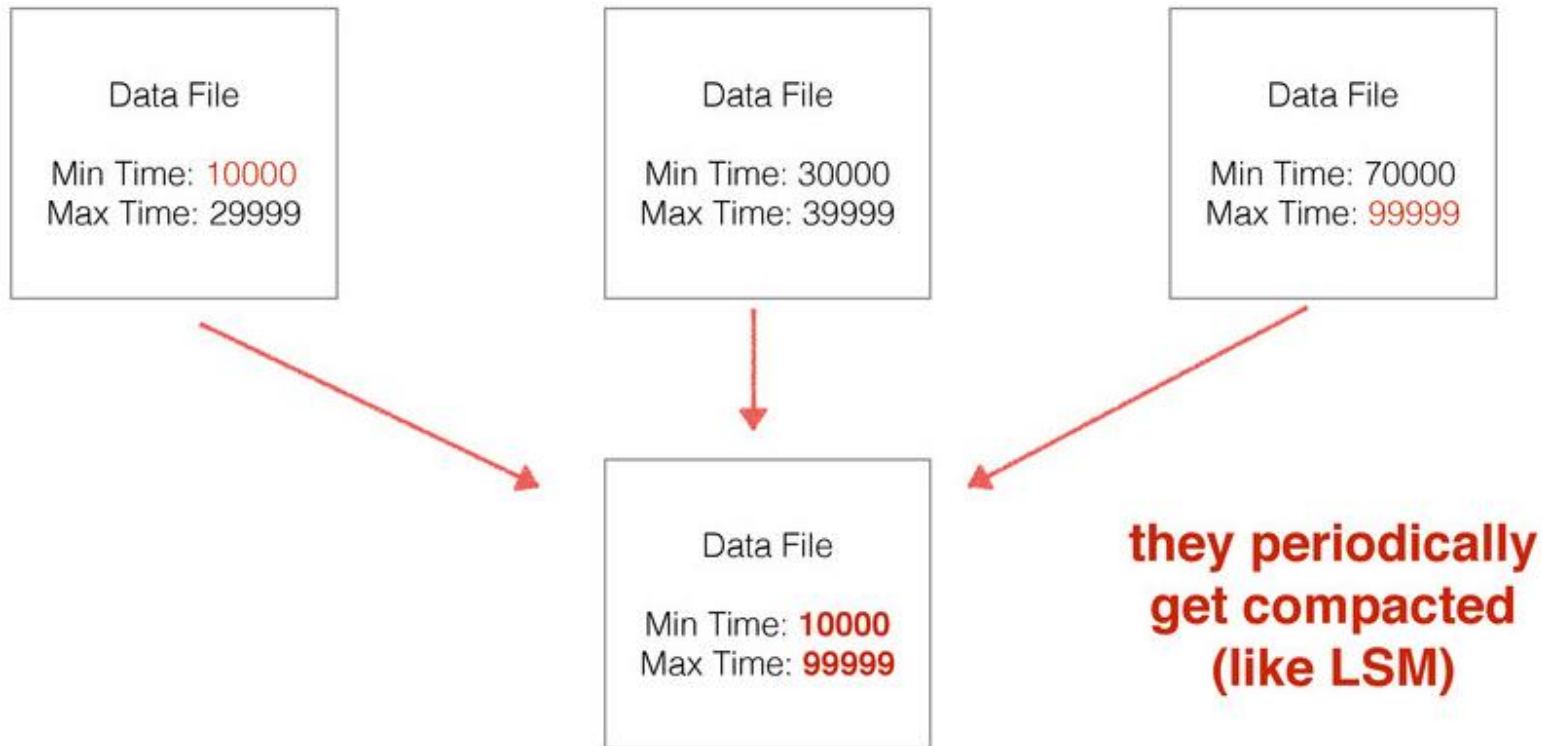 Data File
Min Time: 10000
Max Time: 29999
Data File
Min Time: 30000
Max Time: 39999
Data File
Min Time: 70000
Max Time: 99999
Data File
Min Time: 10000
Max Time: 99999
they periodically
get compacted
(like LSM)